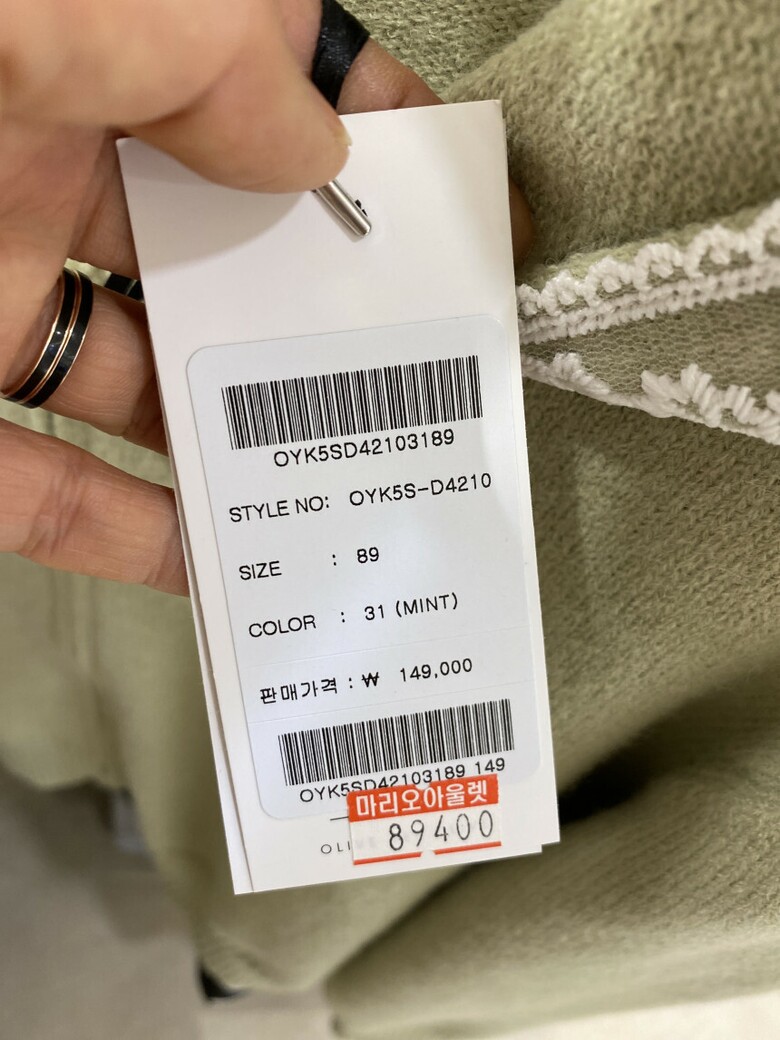 OYK5SD42103189
STYLE NO: OYK5S-D4210
SIZE : 89
COLOR : 31 (MINT)
판매가격 : ₩ 149,000
OYK5SD42103189 149
마리오아울렛
89400